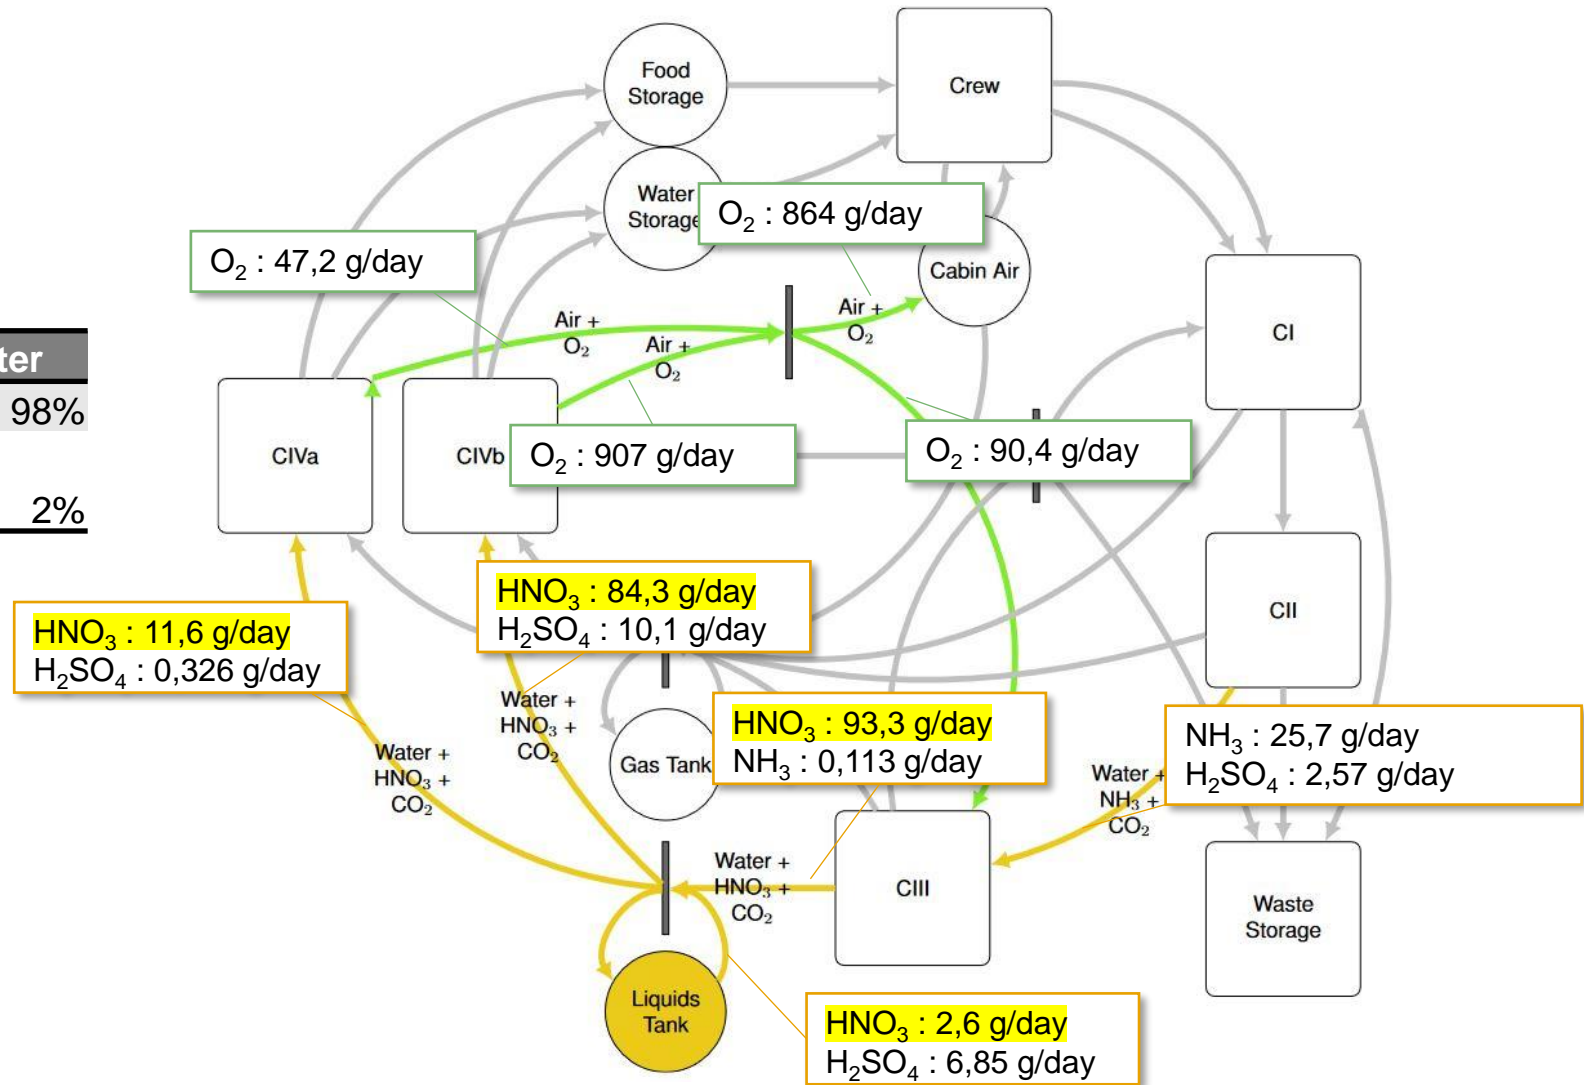 Food
Storage
Crew
Water
Storage
O₂ : 864 g/day
O₂ : 47,2 g/day
Cabin Air
Air +
O₂
Air +
O₂
Air +
O₂
CI
ter
98%
2%
CIVa
CIVb
O₂ : 907 g/day
O₂ : 90,4 g/day
HNO₃ : 84,3 g/day
H₂SO₄ : 10,1 g/day
HNO₃ : 11,6 g/day
H₂SO₄ : 0,326 g/day
CII
Water +
HNO₃ +
CO₂
HNO₃ : 93,3 g/day
NH₃ : 0,113 g/day
NH₃ : 25,7 g/day
H₂SO₄ : 2,57 g/day
Water +
HNO₃ +
CO₂
Gas Tank
Water +
NH₃ +
CO₂
Water +
HNO₃ +
CO₂
CIII
Waste
Storage
Liquids
Tank
HNO₃ : 2,6 g/day
H₂SO₄ : 6,85 g/day